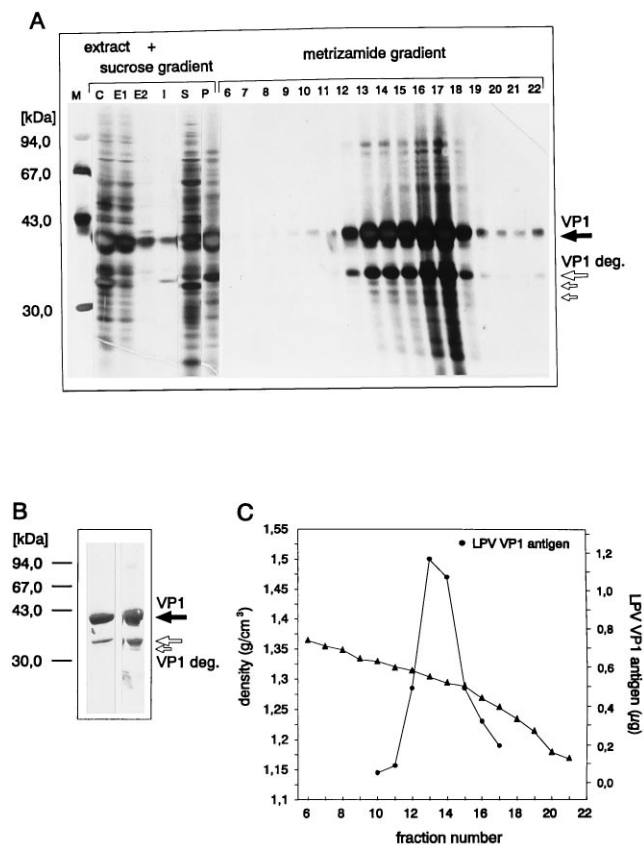 A
extract +
sucrose gradient
metrizamide gradient
M C E1 E2 I S P 6 7 8 9 10 11 12 13 14 15 16 17 18 19 20 21 22
[kDa]
94,0
67,0
43,0
30,0
VP1
VP1 deg.
B
[kDa]
94,0
67,0
43,0
30,0
VP1
VP1 deg.
C
LPV VP1 antigen
density (g/cm³)
1,55
1,5
1,45
1,4
1,35
1,3
1,25
1,2
1,15
1,1
LPV VP1 antigen (µg)
1,2
1,0
0,8
0,6
0,4
0,2
0,0
6 8 10 12 14 16 18 20 22
fraction number